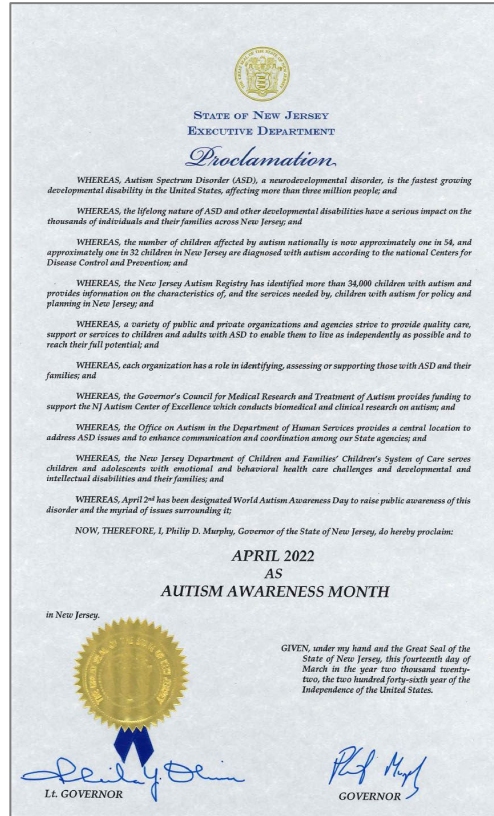 STATE OF NEW JERSEY
EXECUTIVE DEPARTMENT
Proclamation
WHEREAS, Autism Spectrum Disorder (ASD), a neurodevelopmental disorder, is the fastest growing
developmental disability in the United States, affecting more than three million people; and
WHEREAS, the lifelong nature of ASD and other developmental disabilities have a serious impact on the
thousands of individuals and their families across New Jersey; and
WHEREAS, the number of children affected by autism nationally is now approximately one in 54, and
approximately one in 32 children in New Jersey are diagnosed with autism according to the national Centers for
Disease Control and Prevention; and
WHEREAS, the New Jersey Autism Registry has identified more than 34,000 children with autism and
provides information on the characteristics of, and the services needed by, children with autism for policy and
planning in New Jersey; and
WHEREAS, a variety of public and private organizations and agencies strive to provide quality care,
support or services to children and adults with ASD to enable them to live as independently as possible and to
reach their full potential; and
WHEREAS, each organization has a role in identifying, assessing or supporting those with ASD and their
families; and
WHEREAS, the Governor's Council for Medical Research and Treatment of Autism provides funding to
support the NJ Autism Center of Excellence which conducts biomedical and clinical research on autism; and
WHEREAS, the Office on Autism in the Department of Human Services provides a central location to
address ASD issues and to enhance communication and coordination among our State agencies; and
WHEREAS, the New Jersey Department of Children and Families' Children's System of Care serves
children and adolescents with emotional and behavioral health care challenges and developmental and
intellectual disabilities and their families; and
WHEREAS, April 2nd has been designated World Autism Awareness Day to raise public awareness of this
disorder and the myriad of issues surrounding it;
NOW, THEREFORE, I, Philip D. Murphy, Governor of the State of New Jersey, do hereby proclaim:
APRIL 2022
AS
AUTISM AWARENESS MONTH
in New Jersey.
GIVEN, under my hand and the Great Seal of the
State of New Jersey, this fourteenth day of
March in the year two thousand twenty-
two, the two hundred forty-sixth year of the
Independence of the United States.
Lt. GOVERNOR
GOVERNOR